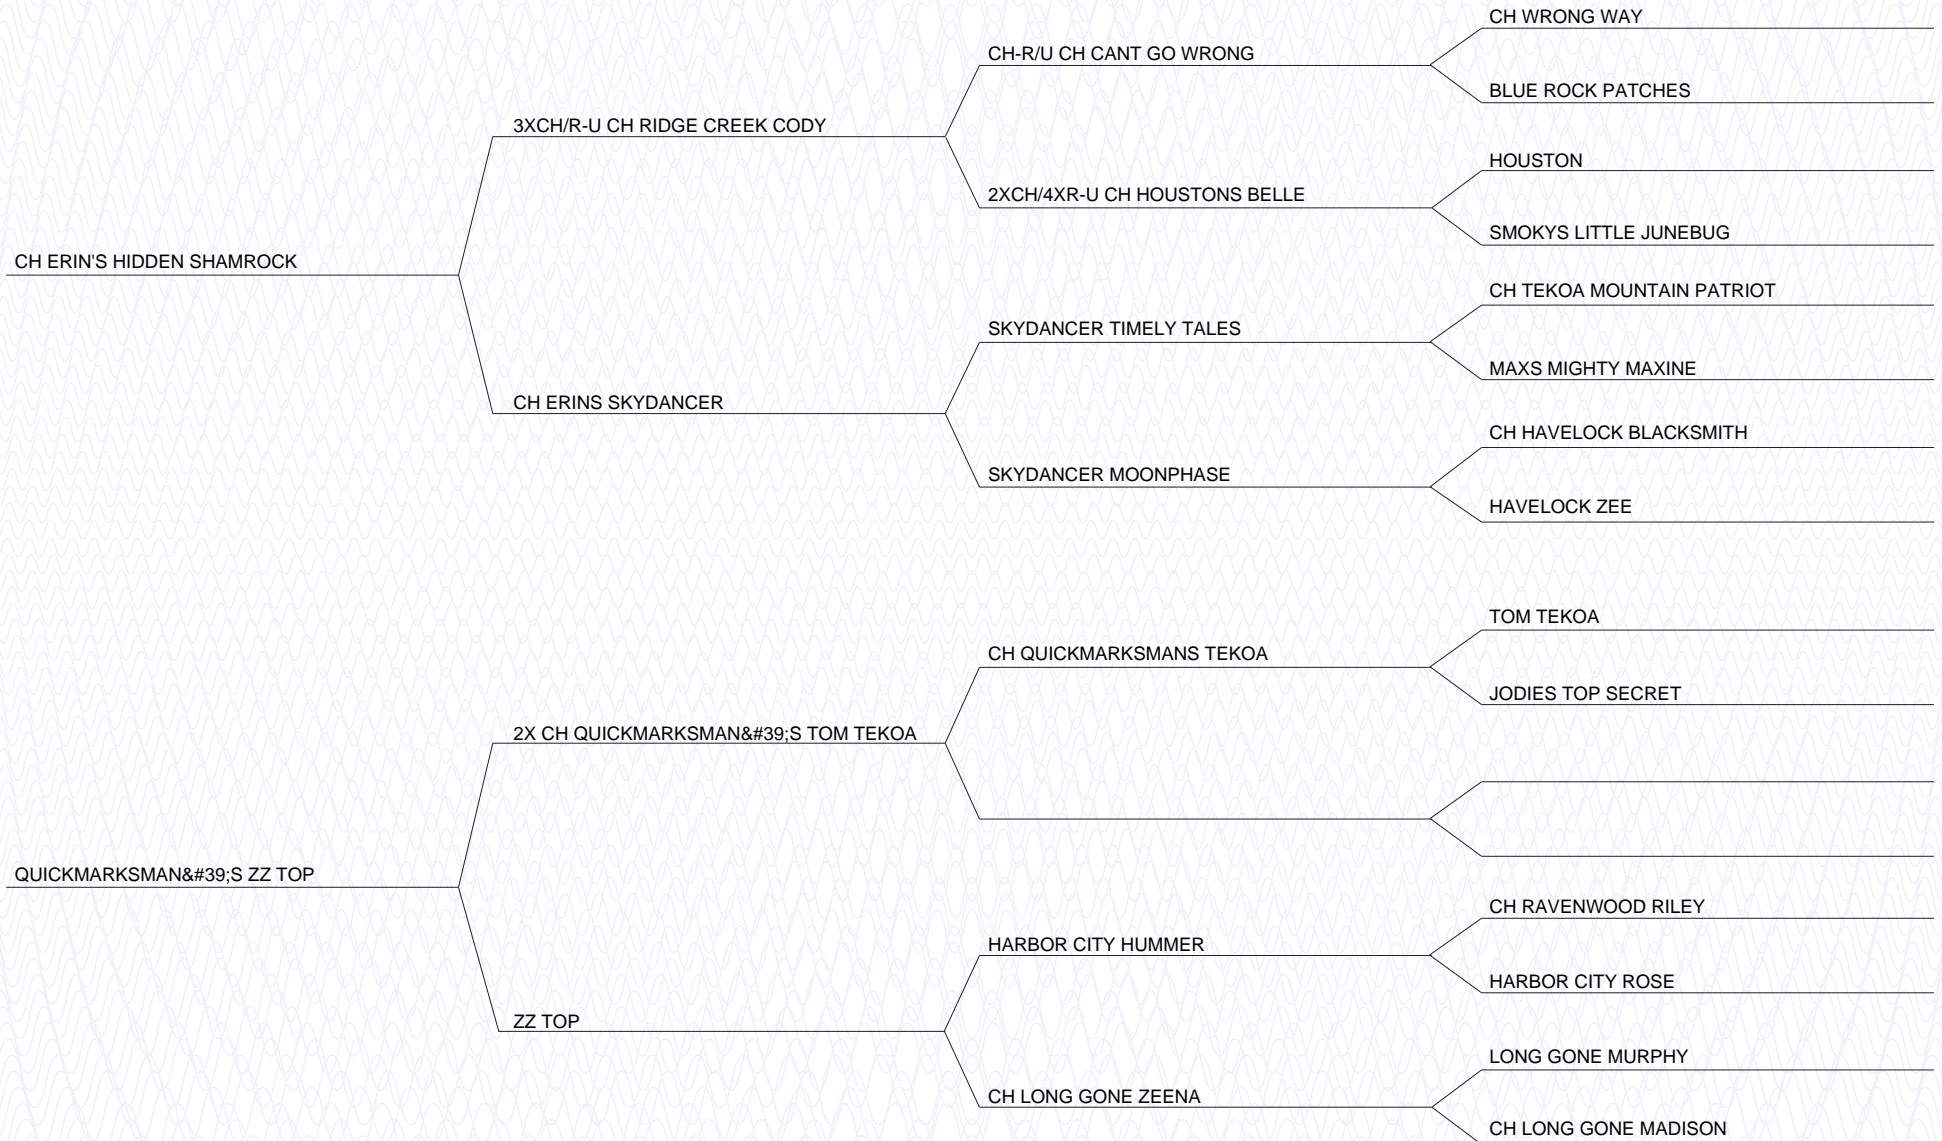 CH WRONG WAY
CH-R/U CH CANT GO WRONG
BLUE ROCK PATCHES
3XCH/R-U CH RIDGE CREEK CODY
HOUSTON
2XCH/4XR-U CH HOUSTONS BELLE
SMOKYS LITTLE JUNEBUG
CH ERIN'S HIDDEN SHAMROCK
CH TEKOA MOUNTAIN PATRIOT
SKYDANCER TIMELY TALES
MAXS MIGHTY MAXINE
CH ERINS SKYDANCER
CH HAVELOCK BLACKSMITH
SKYDANCER MOONPHASE
HAVELOCK ZEE
TOM TEKOA
CH QUICKMARKSMANS TEKOA
JODIES TOP SECRET
2X CH QUICKMARKSMAN&#39;S TOM TEKOA
QUICKMARKSMAN&#39;S ZZ TOP
CH RAVENWOOD RILEY
HARBOR CITY HUMMER
HARBOR CITY ROSE
ZZ TOP
LONG GONE MURPHY
CH LONG GONE ZEENA
CH LONG GONE MADISON